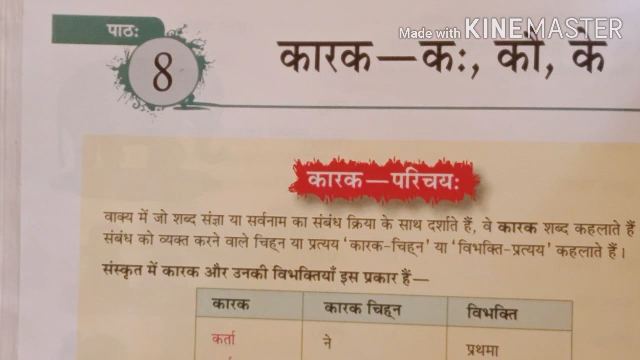 Made with KINEMASTER
पाठः
8
कारक—कः, कौ, के
कारक—परिचयः
वाक्य में जो शब्द संज्ञा या सर्वनाम का संबंध क्रिया के साथ दर्शाते हैं, वे कारक शब्द कहलाते हैं
संबंध को व्यक्त करने वाले चिह्न या प्रत्यय ‘कारक-चिह्न’ या ‘विभक्ति-प्रत्यय’ कहलाते हैं।
संस्कृत में कारक और उनकी विभक्तियाँ इस प्रकार हैं—
कारक कारक चिह्न विभक्ति
कर्ता ने प्रथमा